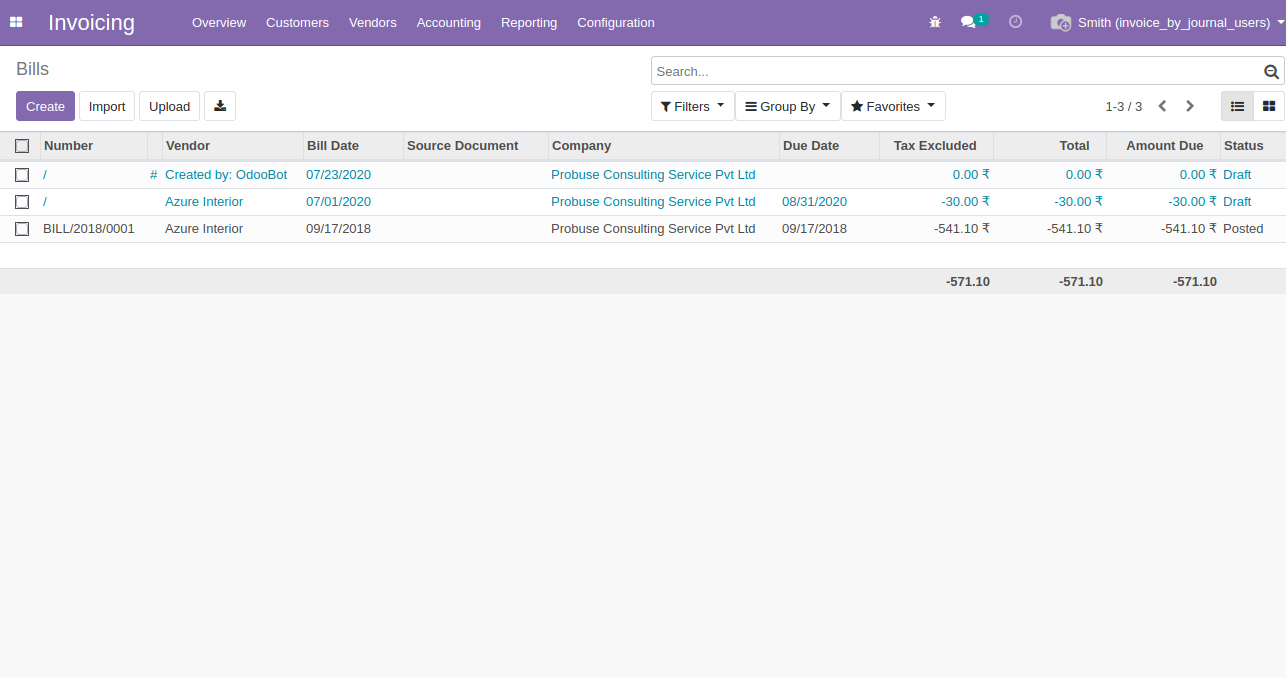 Invoicing Overview Customers Vendors Accounting Reporting Configuration 1 Smith (invoice_by_journal_users)
Bills
Search...
Create Import Upload Filters Group By Favorites 1-3 / 3
Number Vendor Bill Date Source Document Company Due Date Tax Excluded Total Amount Due Status
/ # Created by: OdooBot 07/23/2020 Probuse Consulting Service Pvt Ltd 0.00 ₹ 0.00 ₹ 0.00 ₹ Draft
/ Azure Interior 07/01/2020 Probuse Consulting Service Pvt Ltd 08/31/2020 -30.00 ₹ -30.00 ₹ -30.00 ₹ Draft
BILL/2018/0001 Azure Interior 09/17/2018 Probuse Consulting Service Pvt Ltd 09/17/2018 -541.10 ₹ -541.10 ₹ -541.10 ₹ Posted
-571.10 -571.10 -571.10